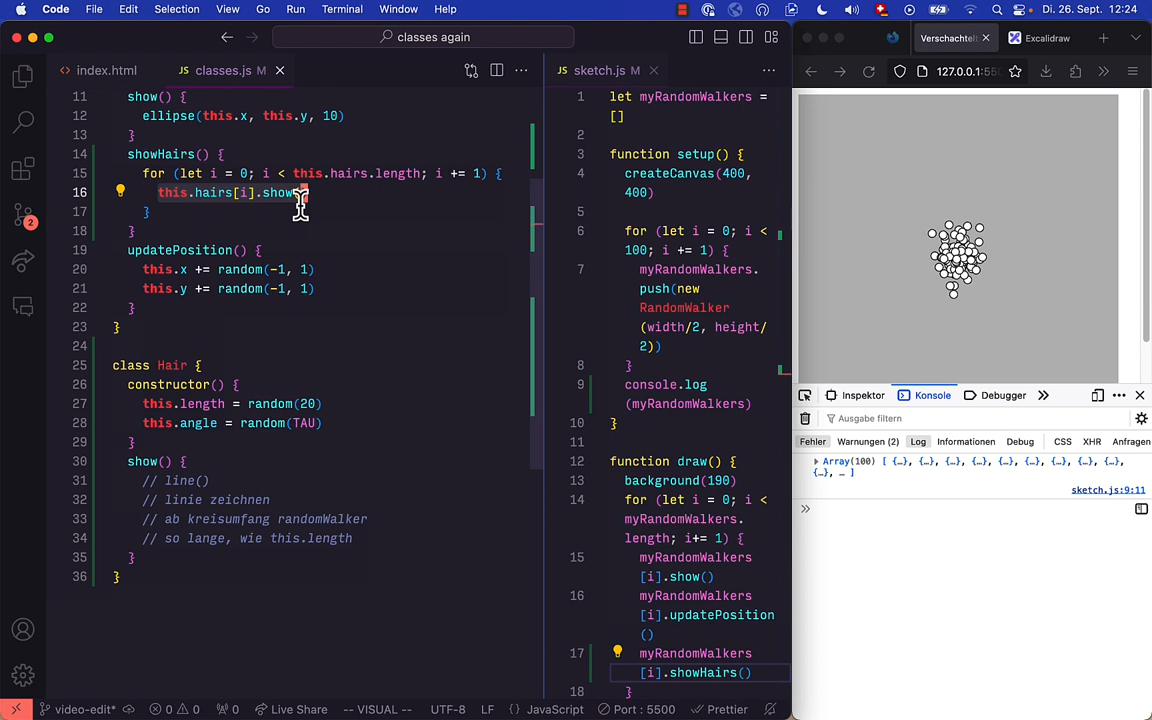 Code File Edit Selection View Go Run Terminal Window Help Di. 26. Sept. 12:24
classes again
index.html JS classes.js M
11 show() {
12 ellipse(this.x, this.y, 10)
13 }
14 showHairs() {
15 for (let i = 0; i < this.hairs.length; i += 1) {
16 this.hairs[i].show
17 }
18 }
19 updatePosition() {
20 this.x += random(-1, 1)
21 this.y += random(-1, 1)
22 }
23 }
24
25 class Hair {
26 constructor() {
27 this.length = random(20)
28 this.angle = random(TAU)
29 }
30 show() {
31 // line()
32 // linie zeichnen
33 // ab kreisumfang randomWalker
34 // so lange, wie this.length
35 }
36 }
JS sketch.js M
1 let myRandomWalkers =
[]
2
3 function setup() {
4 createCanvas(400,
400)
5
6 for (let i = 0; i <
100; i += 1) {
7 myRandomWalkers.
push(new
RandomWalker
(width/2, height/
2))
8 }
9 console.log
(myRandomWalkers)
10 }
11
12 function draw() {
13 background(190)
14 for (let i = 0; i <
myRandomWalkers.
length; i+= 1) {
15 myRandomWalkers
[i].show()
16 myRandomWalkers
[i].updatePosition
()
17 myRandomWalkers
[i].showHairs()
18 }
2
video-edit* 0 0 0 Live Share -- VISUAL -- UTF-8 LF {} JavaScript Port : 5500 Prettier
Verschachtel Excalidraw
127.0.0.1:550
Inspektor Konsole Debugger
Ausgabe filtern
Fehler Warnungen (2) Log Informationen Debug CSS XHR Anfragen
Array(100) [ {…}, {…}, {…}, {…}, {…}, {…}, {…}, {…},
{…}, … ]
sketch.js:9:11